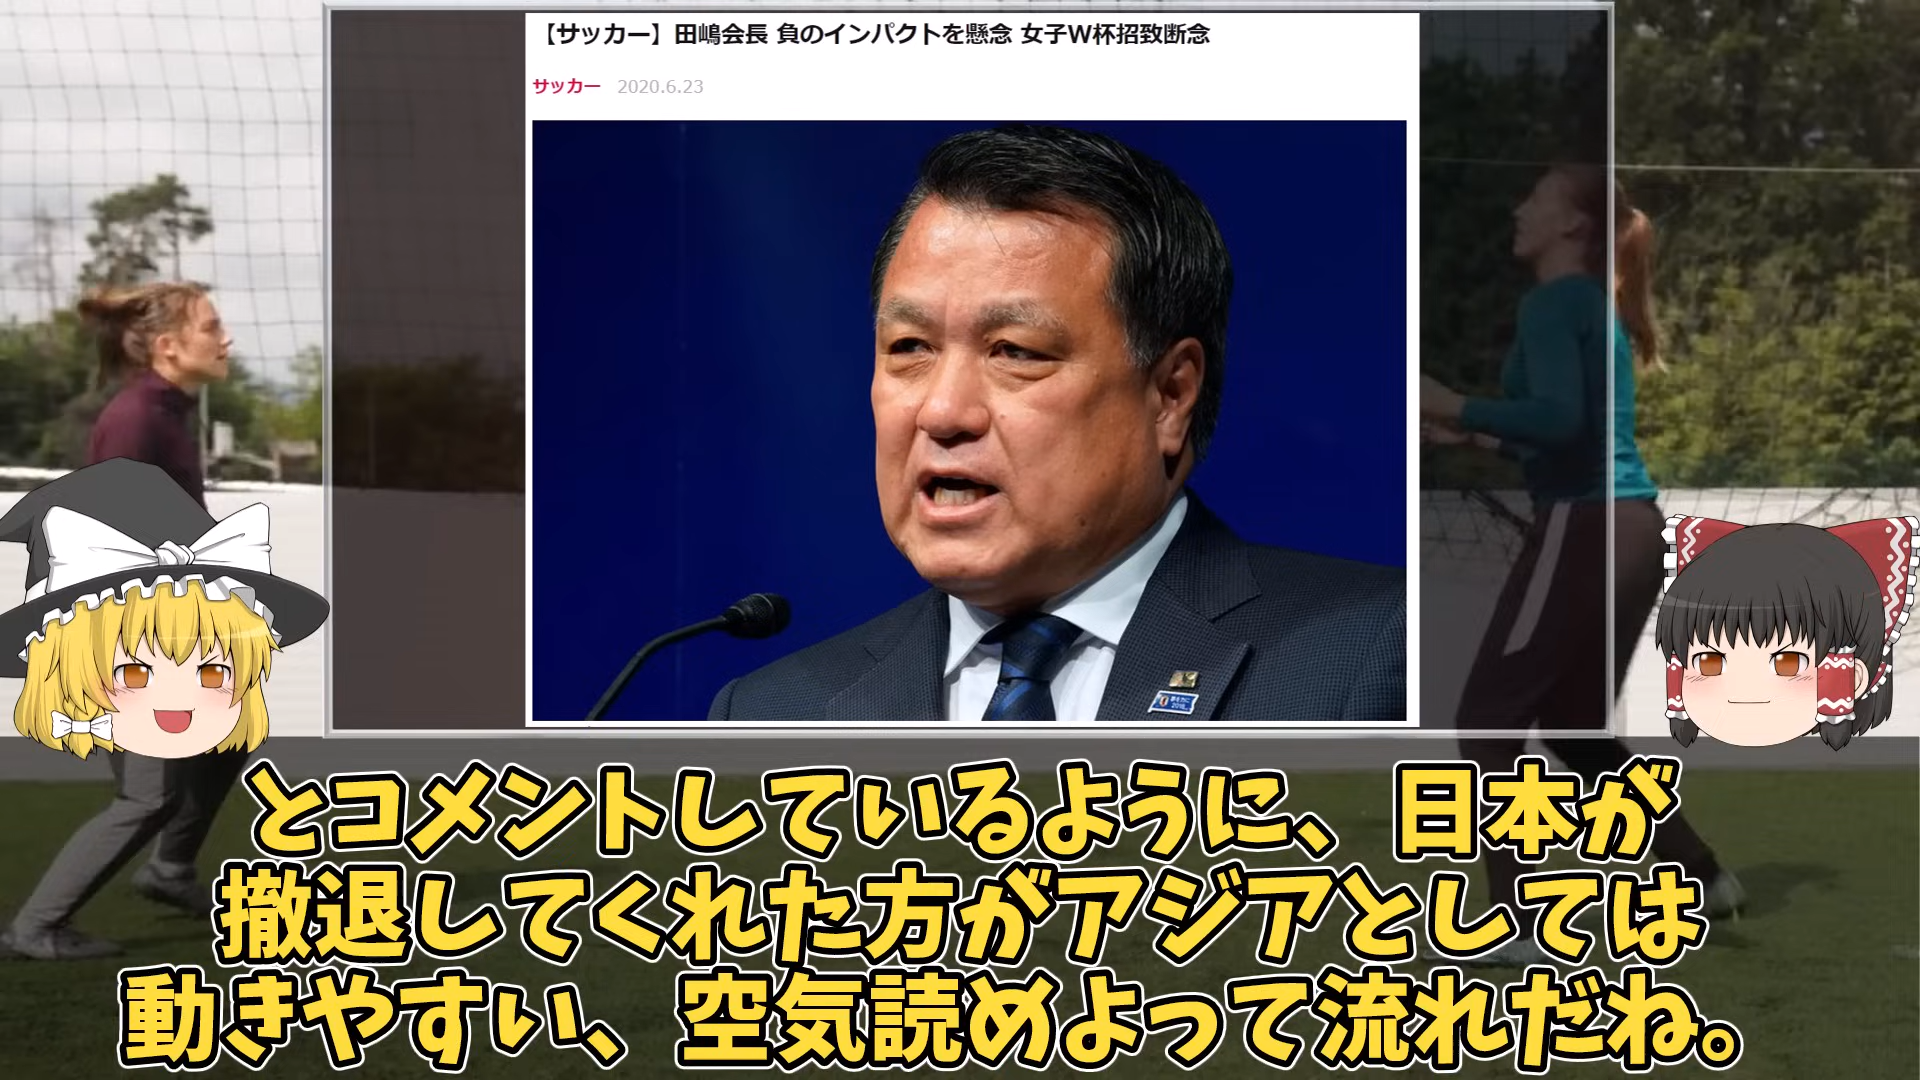 【サッカー】田嶋会長 負のインパクトを懸念 女子W杯招致断念
サッカー 2020.6.23
とコメントしているように、日本が
撤退してくれた方がアジアとしては
動きやすい、空気読めよって流れだね。